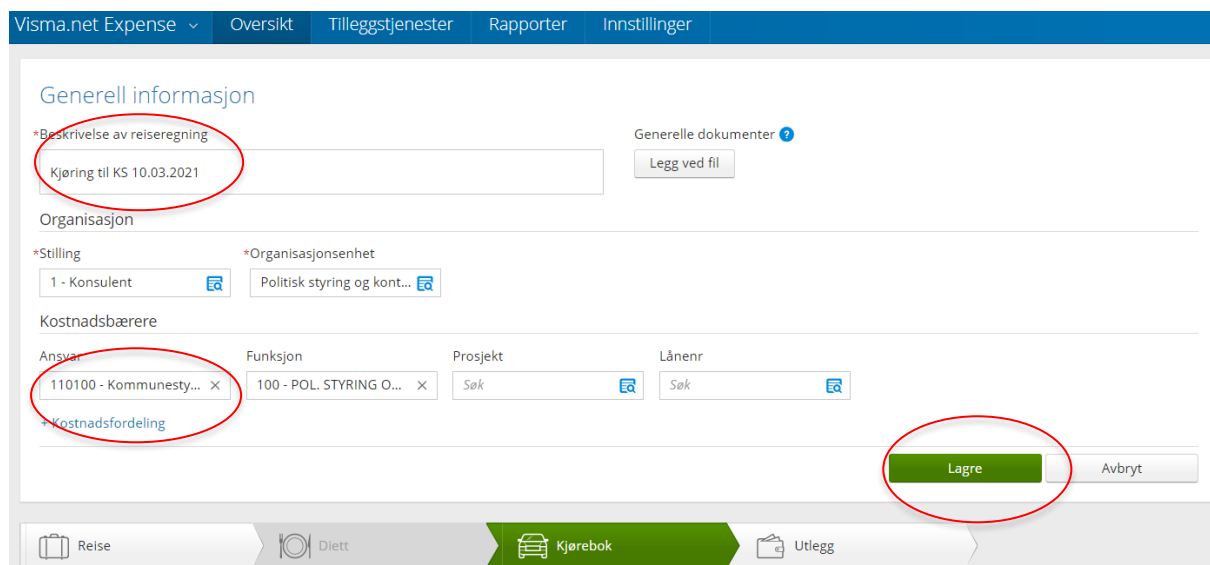 Visma.net Expense Oversikt Tilleggstjenester Rapporter Innstillinger
Generell informasjon
*Beskrivelse av reiseregning Generelle dokumenter ?
Kjøring til KS 10.03.2021 Legg ved fil
Organisasjon
*Stilling *Organisasjonsenhet
1 - Konsulent Politisk styring og kont...
Kostnadsbærere
Ansvar Funksjon Prosjekt Lånenr
110100 - Kommunesty... × 100 - POL. STYRING O... × Søk Søk
+ Kostnadsfordeling
Lagre Avbryt
Reise Diett Kjørebok Utlegg